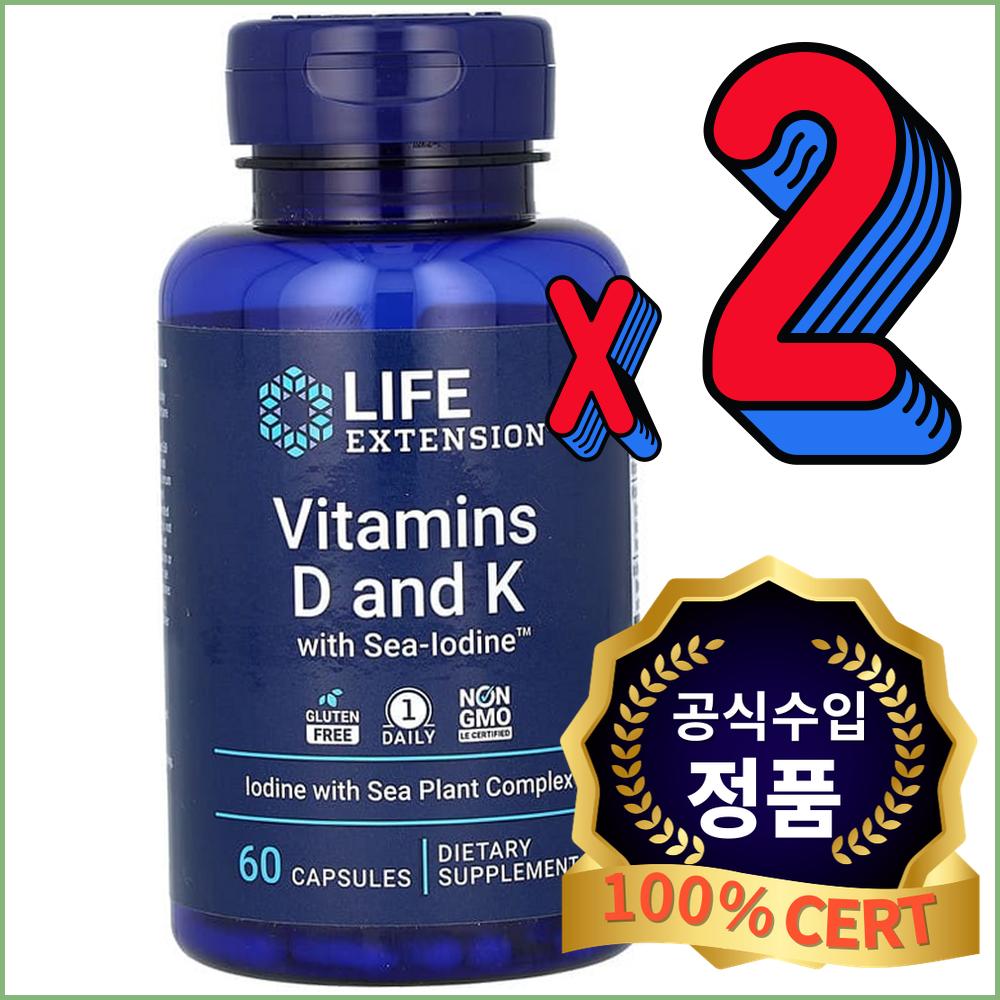 LIFE
EXTENSION
Vitamins
D and K
with Sea-Iodine™
GLUTEN
FREE
1
DAILY
NON
GMO
LE CERTIFIED
Iodine with Sea Plant Complex
60 CAPSULES
DIETARY
SUPPLEMENT
x 2
공식수입
정품
100% CERT